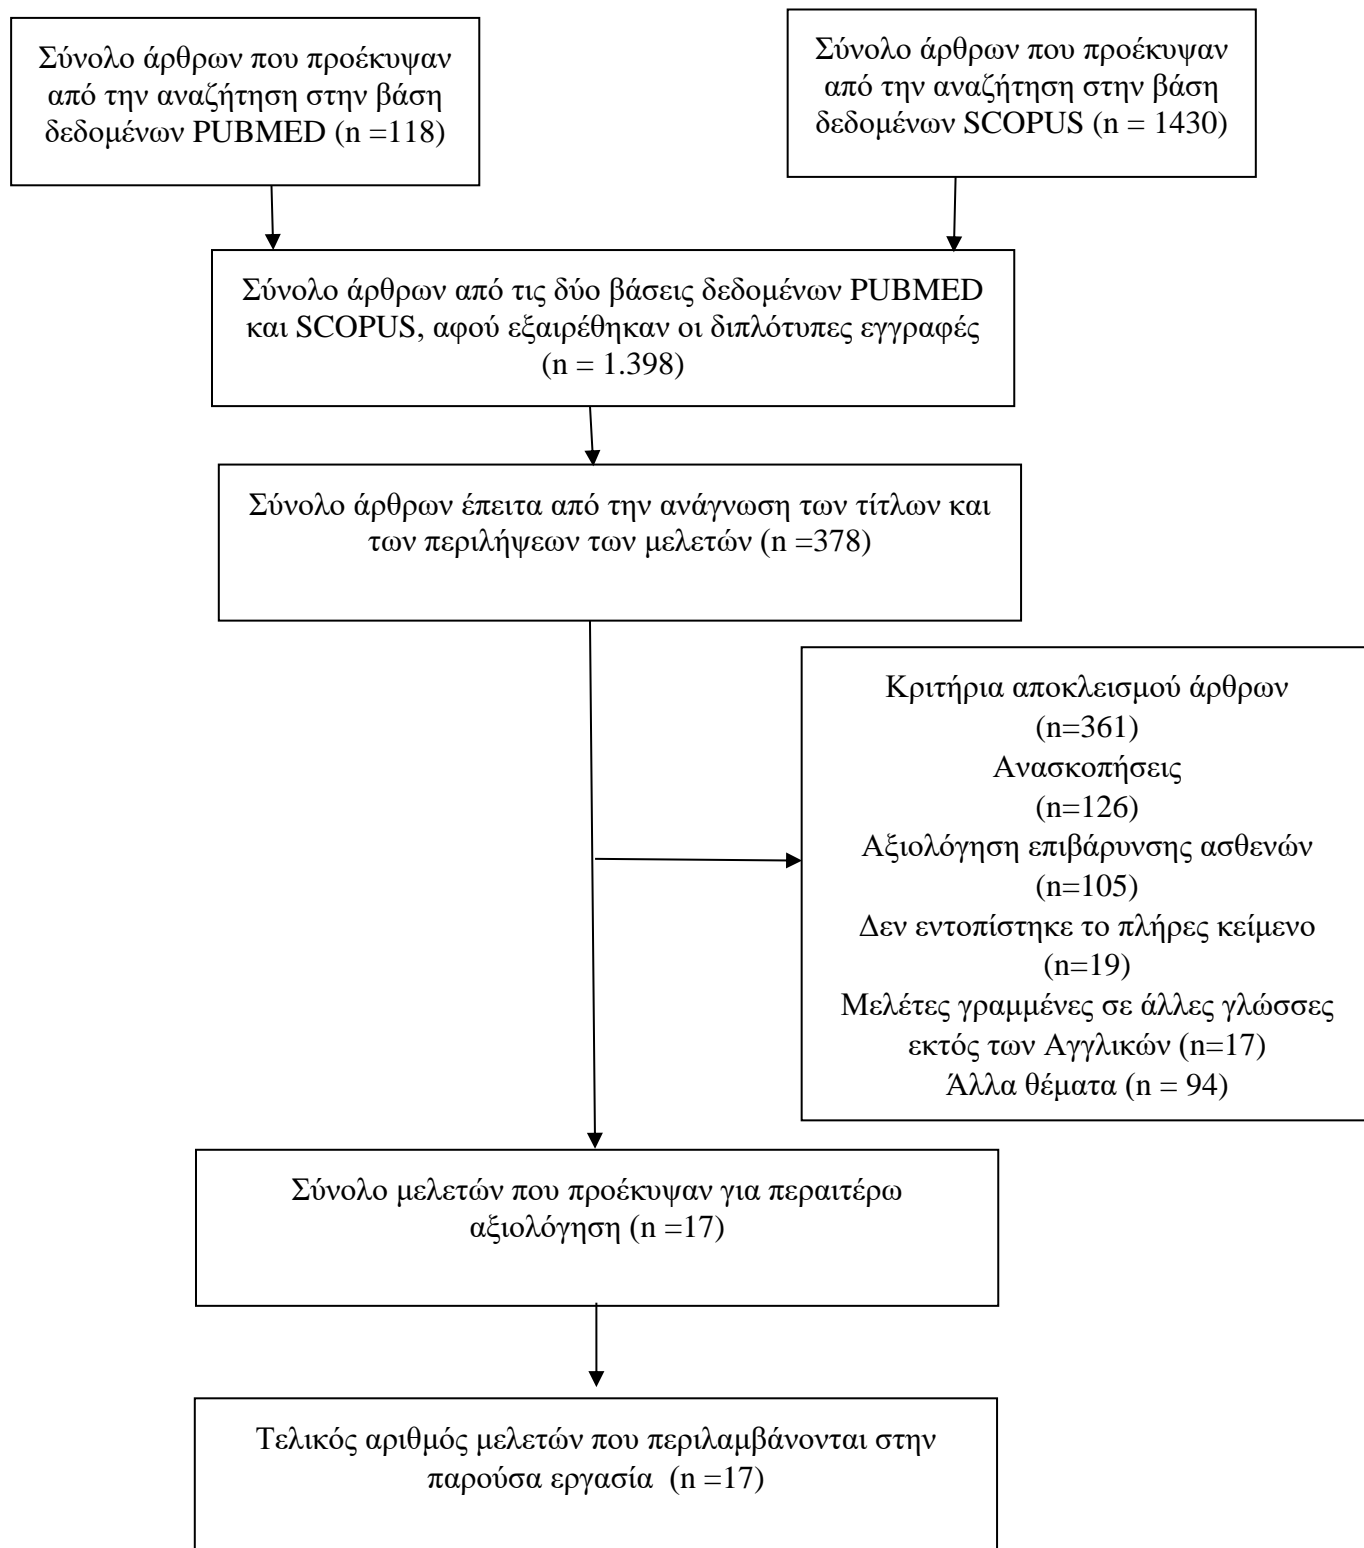 Σύνολο άρθρων που προέκυψαν
από την αναζήτηση στην βάση
δεδομένων PUBMED (n =118)
Σύνολο άρθρων που προέκυψαν
από την αναζήτηση στην βάση
δεδομένων SCOPUS (n = 1430)
Σύνολο άρθρων από τις δύο βάσεις δεδομένων PUBMED
και SCOPUS, αφού εξαιρέθηκαν οι διπλότυπες εγγραφές
(n = 1.398)
Σύνολο άρθρων έπειτα από την ανάγνωση των τίτλων και
των περιλήψεων των μελετών (n =378)
Κριτήρια αποκλεισμού άρθρων
(n=361)
Ανασκοπήσεις
(n=126)
Αξιολόγηση επιβάρυνσης ασθενών
(n=105)
Δεν εντοπίστηκε το πλήρες κείμενο
(n=19)
Μελέτες γραμμένες σε άλλες γλώσσες
εκτός των Αγγλικών (n=17)
Άλλα θέματα (n = 94)
Σύνολο μελετών που προέκυψαν για περαιτέρω
αξιολόγηση (n =17)
Τελικός αριθμός μελετών που περιλαμβάνονται στην
παρούσα εργασία (n =17)